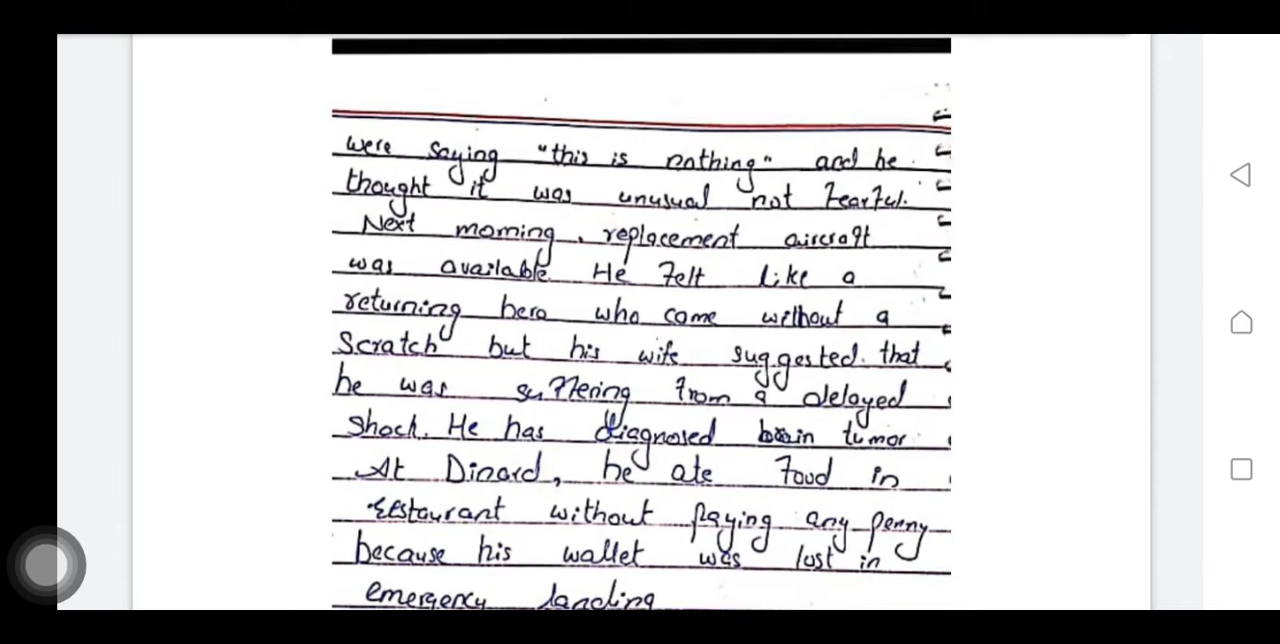 were saying "this is nothing" and he
thought it was unusual not fearful.
Next morning, replacement aircraft
was available He felt like a
returning hero who come without a
Scratch but his wife suggested that
he was suffering from a delayed
shock. He has diagnosed brain tumor
At Dinard, he ate food in
restaurant without paying any penny
because his wallet was lost in
emergency landing